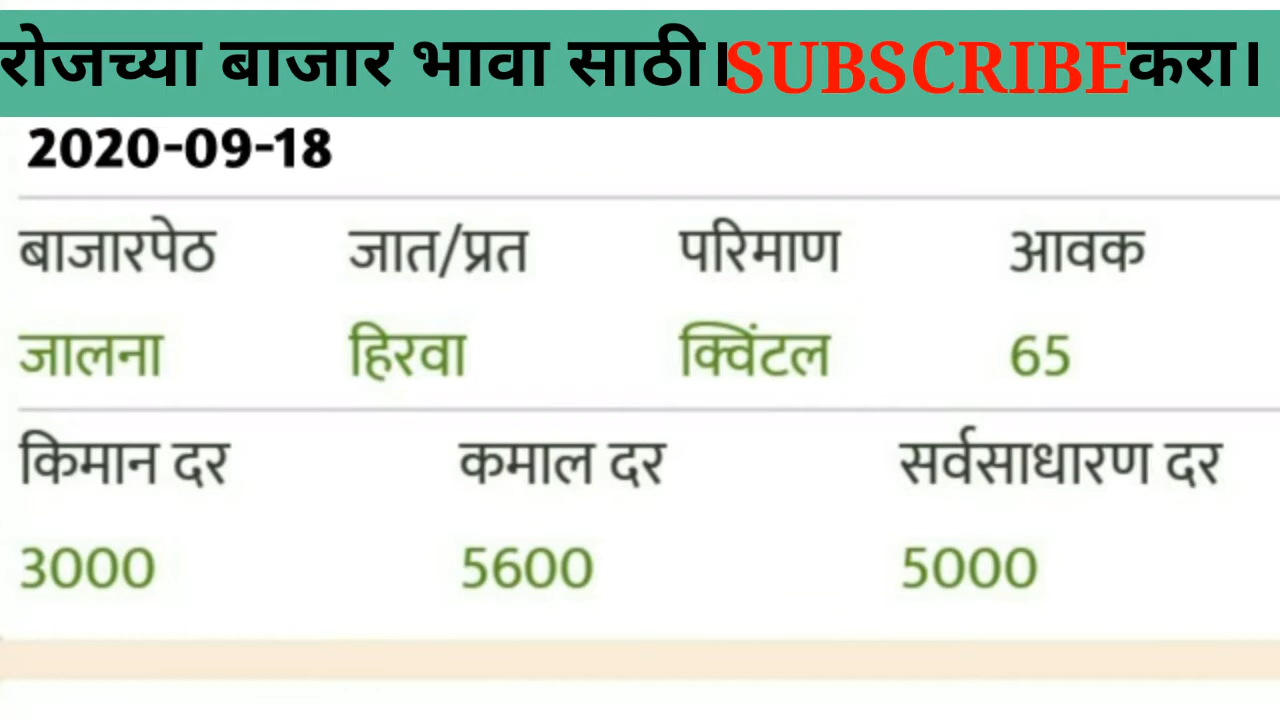 रोजच्या बाजार भावा साठी।SUBSCRIBEकरा।
2020-09-18
बाजारपेठ जात/प्रत परिमाण आवक
जालना हिरवा क्विंटल 65
किमान दर कमाल दर सर्वसाधारण दर
3000 5600 5000